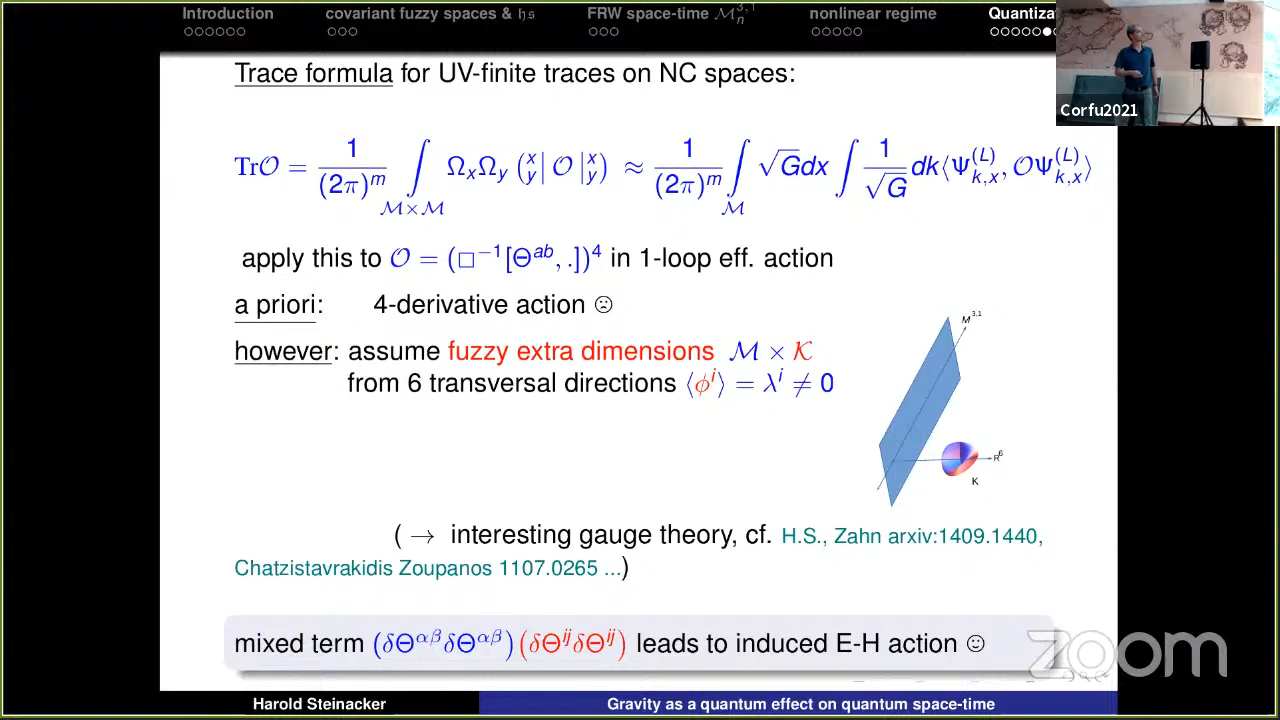 Introduction covariant fuzzy spaces & 𝔥𝔰 FRW space-time ℳₙ³,¹ nonlinear regime Quantiza
Corfu2021
Trace formula for UV-finite traces on NC spaces:
Tr𝒪 = 1/(2π)^m ∫_{ℳ×ℳ} Ω_xΩ_y (x y| 𝒪 |x y) ≈ 1/(2π)^m ∫_ℳ √G dx ∫ 1/√G dk⟨Ψ_{k,x}^{(L)}, 𝒪Ψ_{k,x}^{(L)}⟩
apply this to 𝒪 = (□⁻¹[Θ^{ab}, .])⁴ in 1-loop eff. action
a priori: 4-derivative action ☹
however: assume fuzzy extra dimensions ℳ × 𝒦
from 6 transversal directions ⟨ϕ^i⟩ = λ^i ≠ 0
M^{3,1}
R^6
K
( → interesting gauge theory, cf. H.S., Zahn arxiv:1409.1440,
Chatzistavrakidis Zoupanos 1107.0265 ...)
mixed term (δΘ^{αβ}δΘ^{αβ})(δΘ^{ij}δΘ^{ij}) leads to induced E-H action ☺
zoom
Harold Steinacker Gravity as a quantum effect on quantum space-time